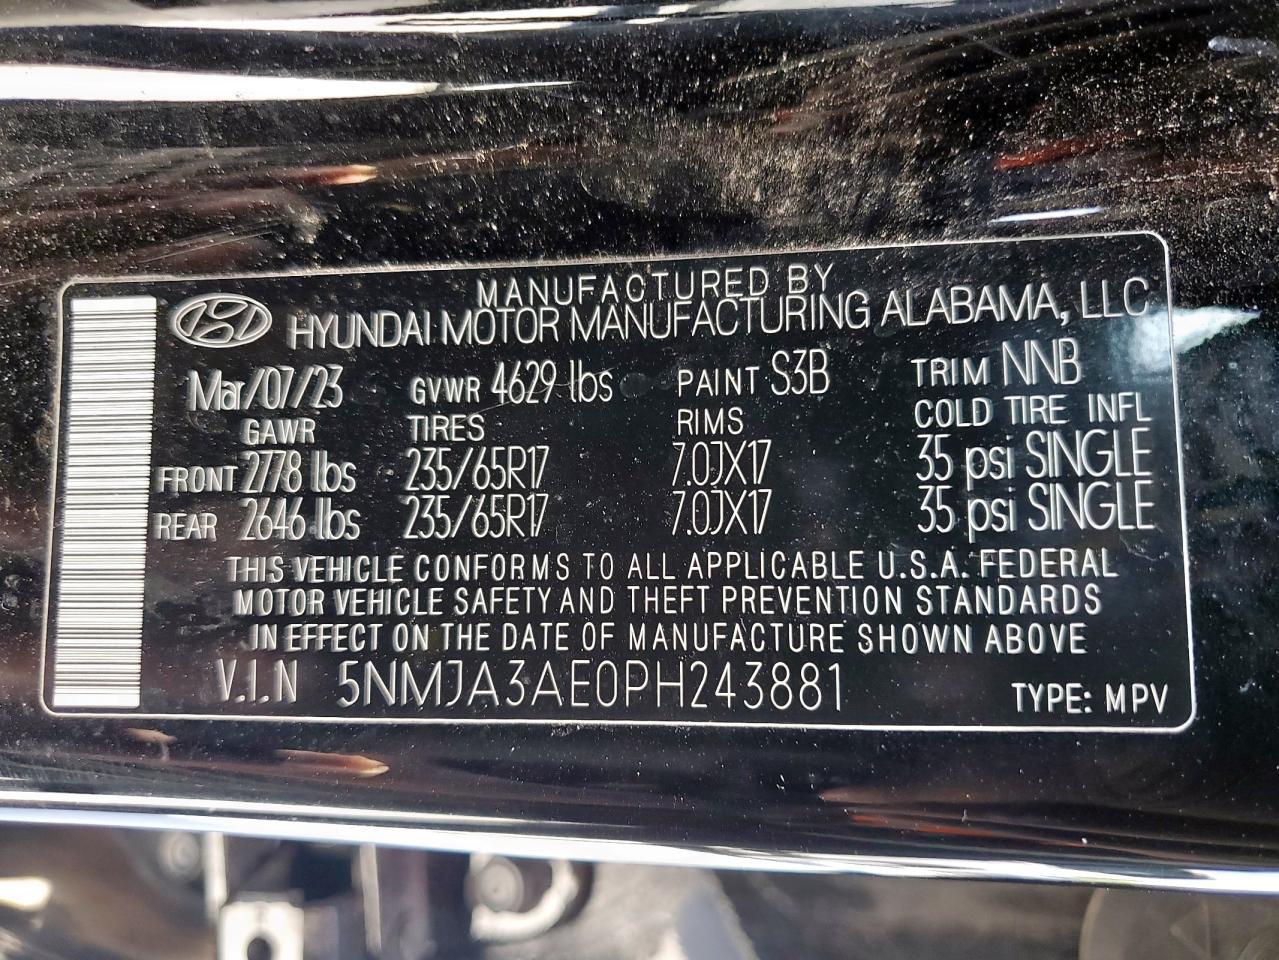 MANUFACTURED BY
HYUNDAI MOTOR MANUFACTURING ALABAMA, LLC
Mar/07/23 GVWR 4629 lbs PAINT S3B TRIM NNB
GAWR TIRES RIMS COLD TIRE INFL
FRONT 2778 lbs 235/65R17 7.0JX17 35 psi SINGLE
REAR 2646 lbs 235/65R17 7.0JX17 35 psi SINGLE
THIS VEHICLE CONFORMS TO ALL APPLICABLE U.S.A. FEDERAL
MOTOR VEHICLE SAFETY AND THEFT PREVENTION STANDARDS
IN EFFECT ON THE DATE OF MANUFACTURE SHOWN ABOVE
V.I.N 5NMJA3AE0PH243881 TYPE: MPV